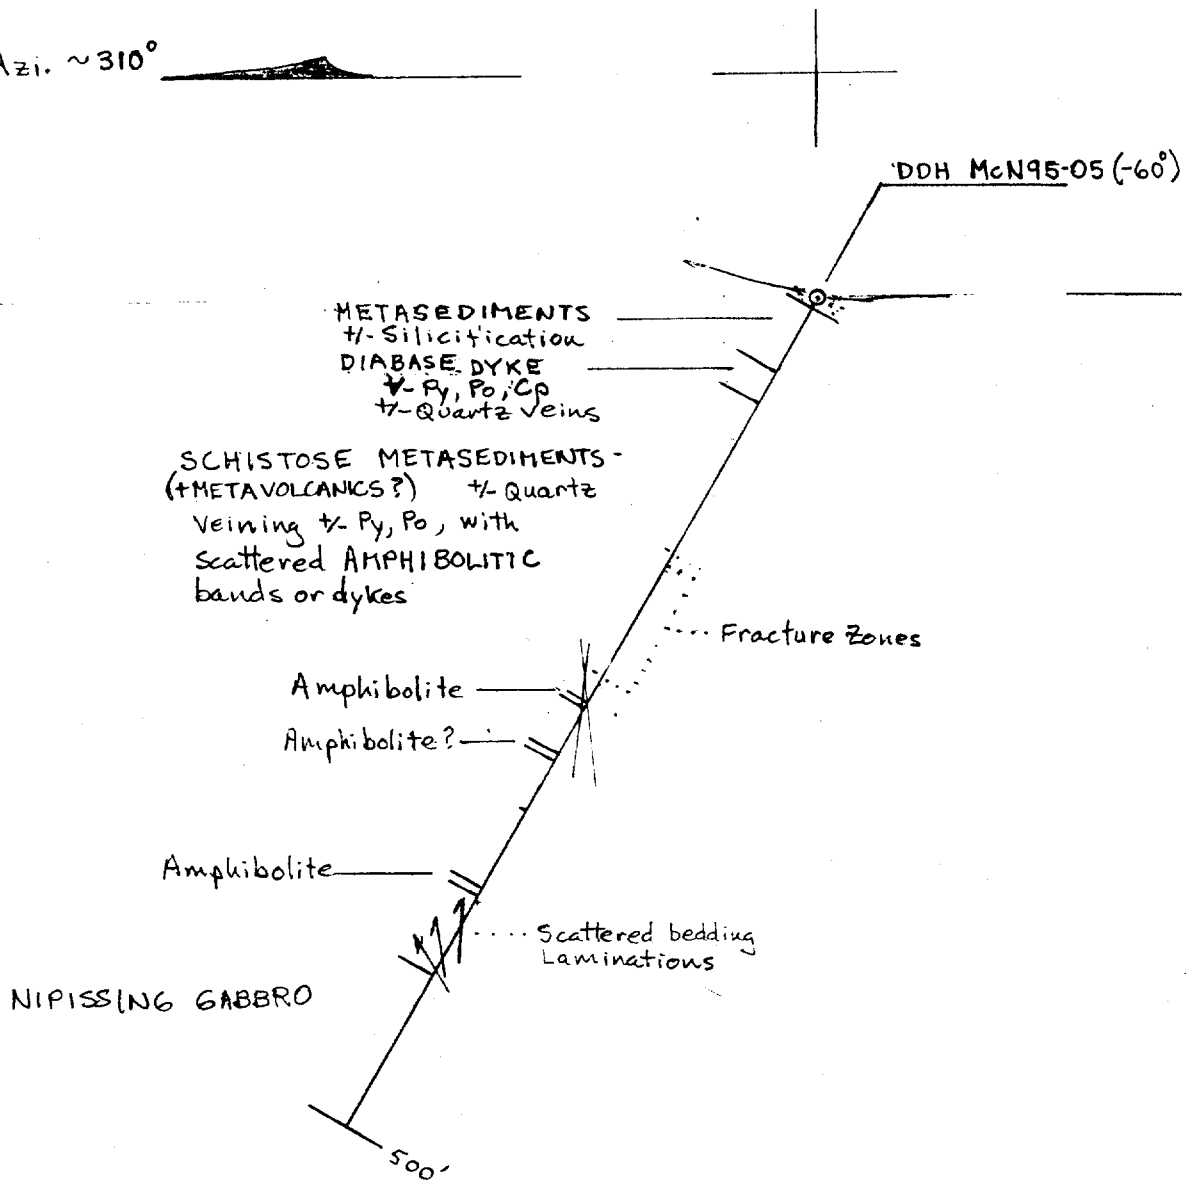 Azi. ~310°
DDH McN95-05 (-60°)
METASEDIMENTS
+/- Silicification
DIABASE DYKE
+/- Py, Po, Cp
+/- Quartz veins
SCHISTOSE METASEDIMENTS -
(+METAVOLCANICS?) +/- Quartz
Veining +/- Py, Po, with
Scattered AMPHIBOLITIC
bands or dykes
Fracture Zones
Amphibolite
Amphibolite?
Amphibolite
Scattered bedding
Laminations
NIPISSING GABBRO
500'